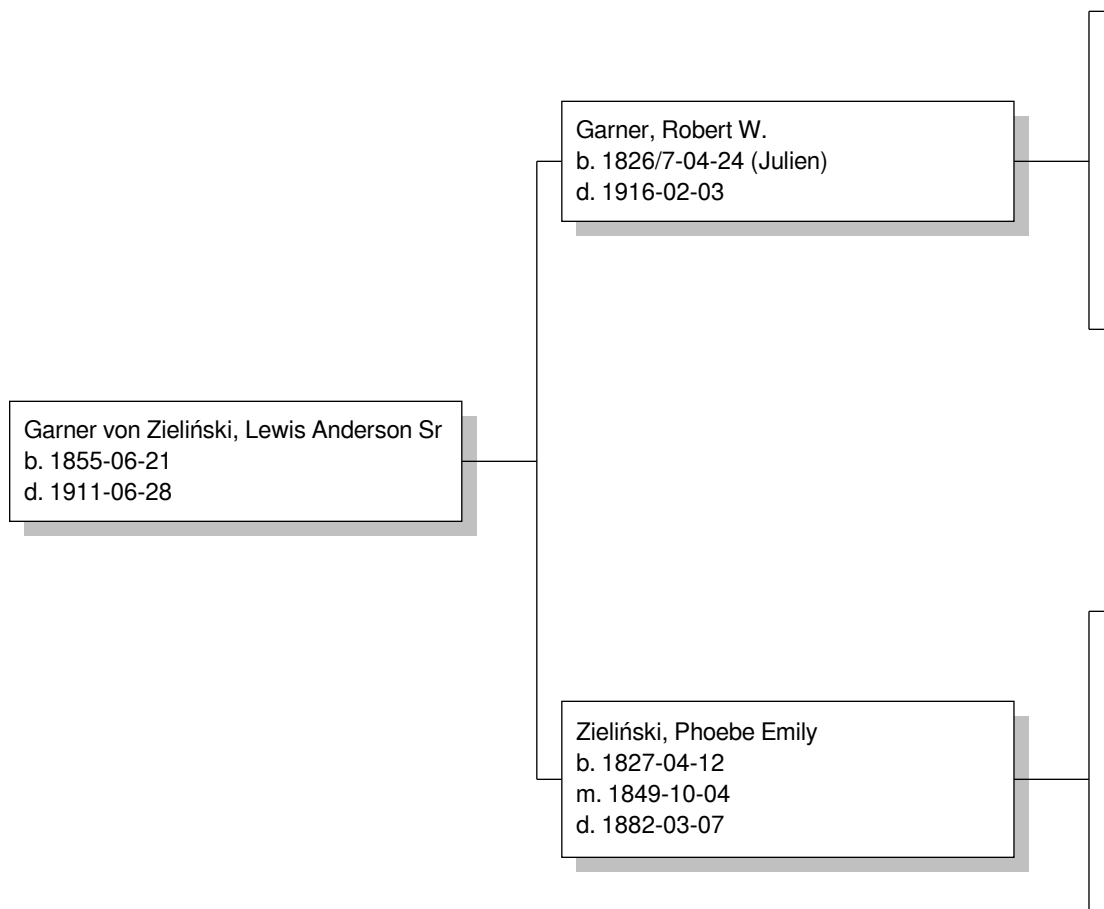 Garner, Robert W.
b. 1826/7-04-24 (Julien)
d. 1916-02-03
Garner von Zieliński, Lewis Anderson Sr
b. 1855-06-21
d. 1911-06-28
Zieliński, Phoebe Emily
b. 1827-04-12
m. 1849-10-04
d. 1882-03-07